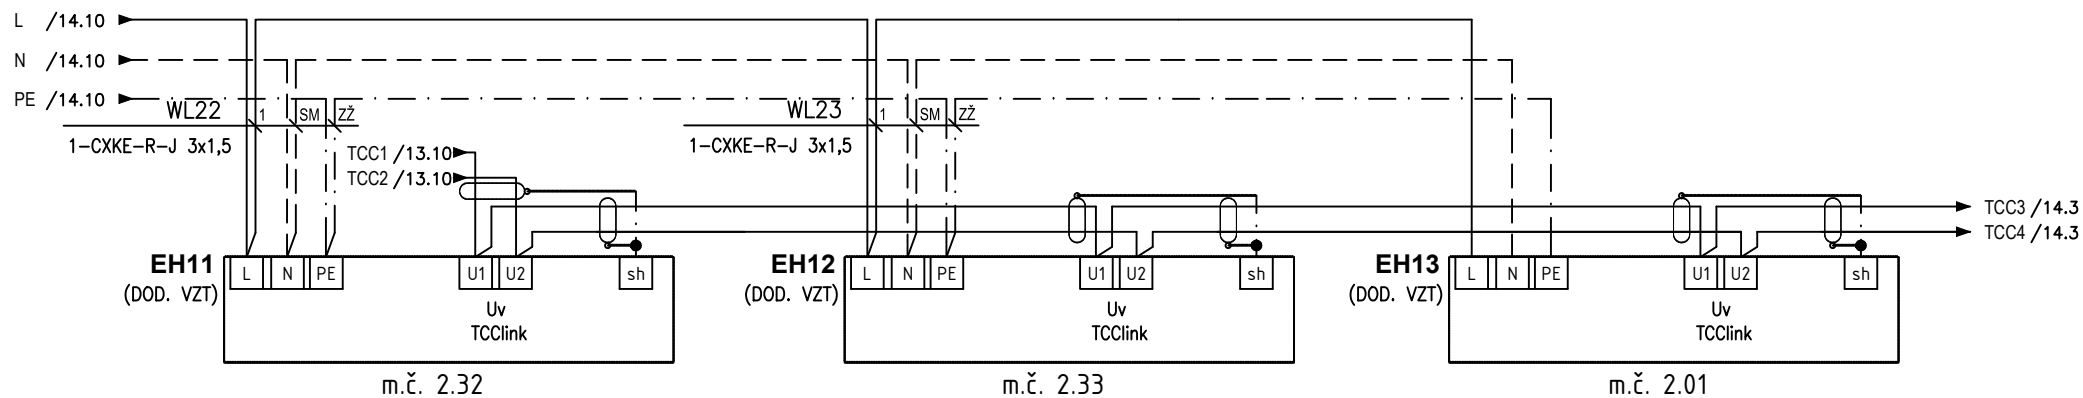 L /14.10
N /14.10
PE /14.10
WL22 1 SM ZŽ
1-CXKE-R-J 3x1,5
WL23 1 SM ZŽ
1-CXKE-R-J 3x1,5
TCC1 /13.10
TCC2 /13.10
TCC3 /14.3
TCC4 /14.3
EH11 L N PE U1 U2 sh
(DOD. VZT)
Uv
TCClink
m.č. 2.32
EH12 L N PE U1 U2 sh
(DOD. VZT)
Uv
TCClink
m.č. 2.33
EH13 L N PE U1 U2 sh
(DOD. VZT)
Uv
TCClink
m.č. 2.01